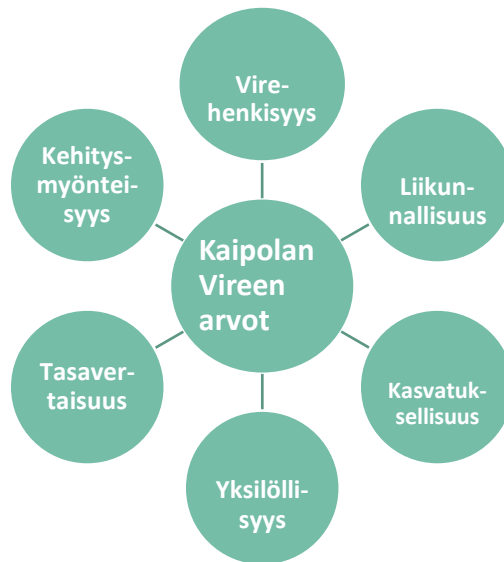 Vire-
henkisyys
Kehitys-
myöntei-
syys
Liikun-
nallisuus
Kaipolan
Vireen
arvot
Tasaver-
taisuus
Kasvatuk-
sellisuus
Yksilölli-
syys